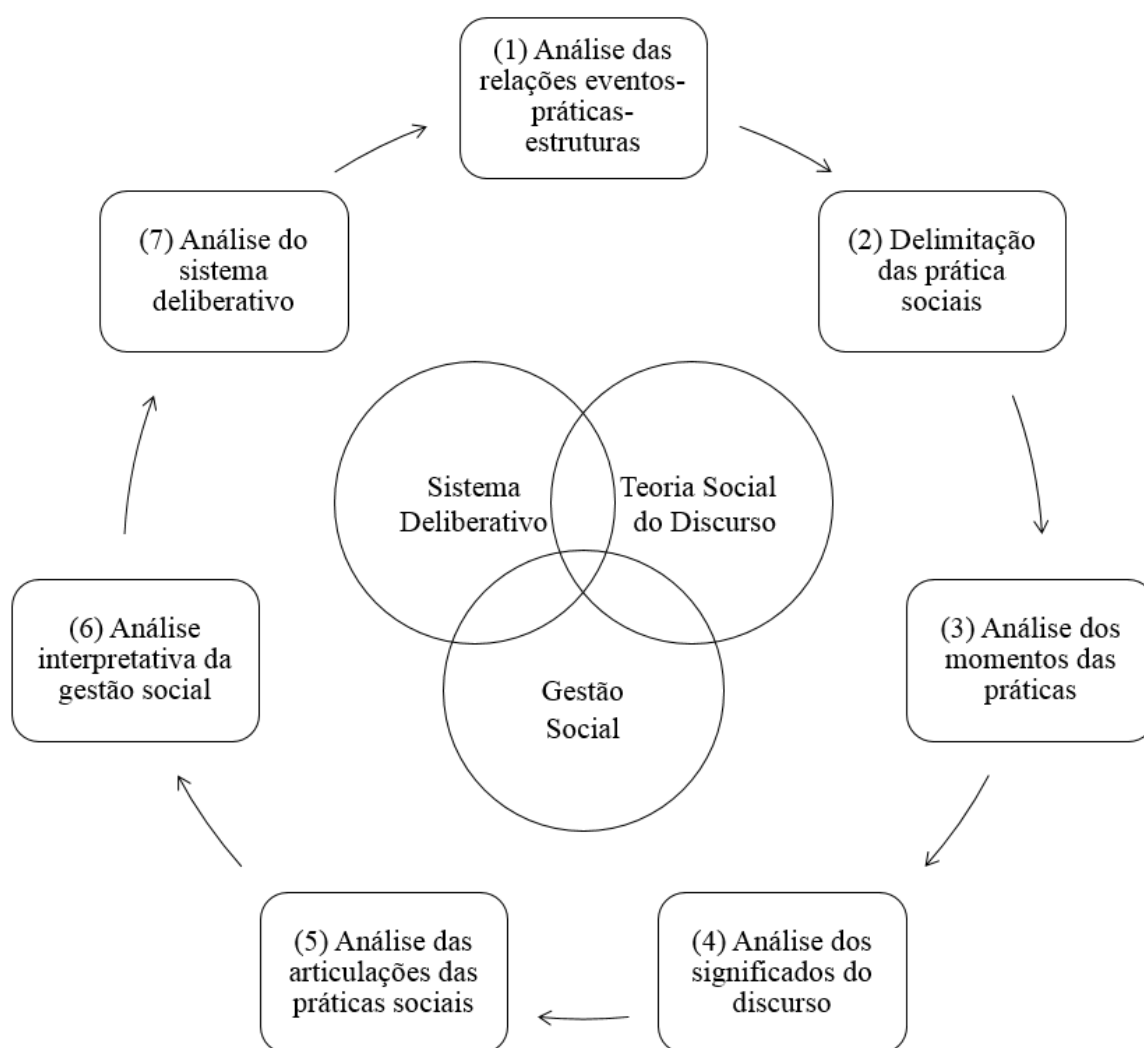 (1) Análise das
relações eventos-
práticas-
estruturas
(2) Delimitação
das prática
sociais
(3) Análise dos
momentos das
práticas
(4) Análise dos
significados do
discurso
(5) Análise das
articulações das
práticas sociais
(6) Análise
interpretativa da
gestão social
(7) Análise do
sistema
deliberativo
Sistema
Deliberativo
Teoria Social
do Discurso
Gestão
Social